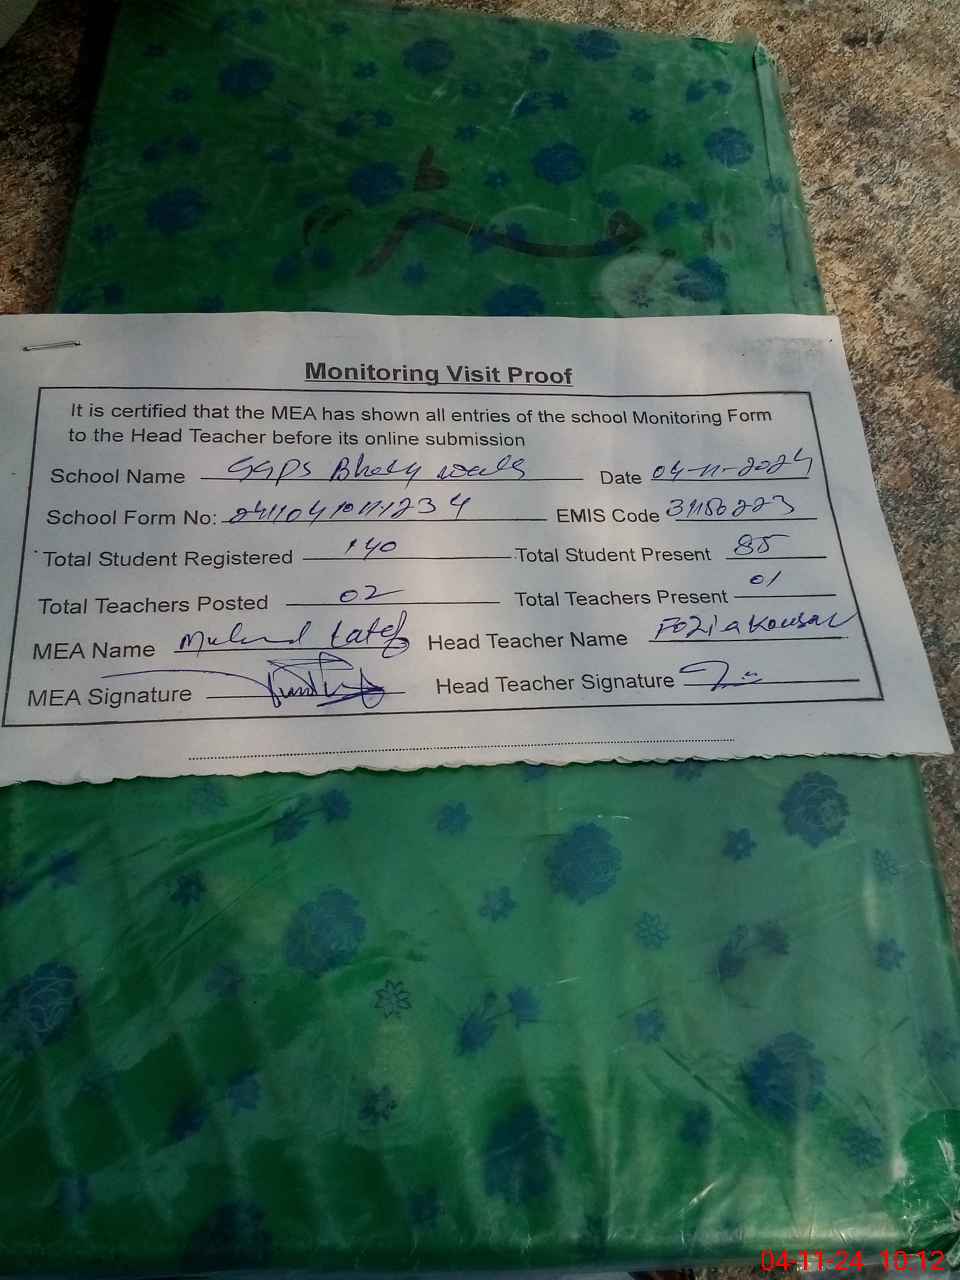 Monitoring Visit Proof
It is certified that the MEA has shown all entries of the school Monitoring Form
to the Head Teacher before its online submission
School Name GGPS Bhedy Date 04-11-2024
School Form No: EMIS Code 31156223
Total Student Registered 140 Total Student Present 85
Total Teachers Posted 02 Total Teachers Present 01
MEA Name Head Teacher Name Fozia Kousar
MEA Signature Head Teacher Signature
04-11-24 10:12